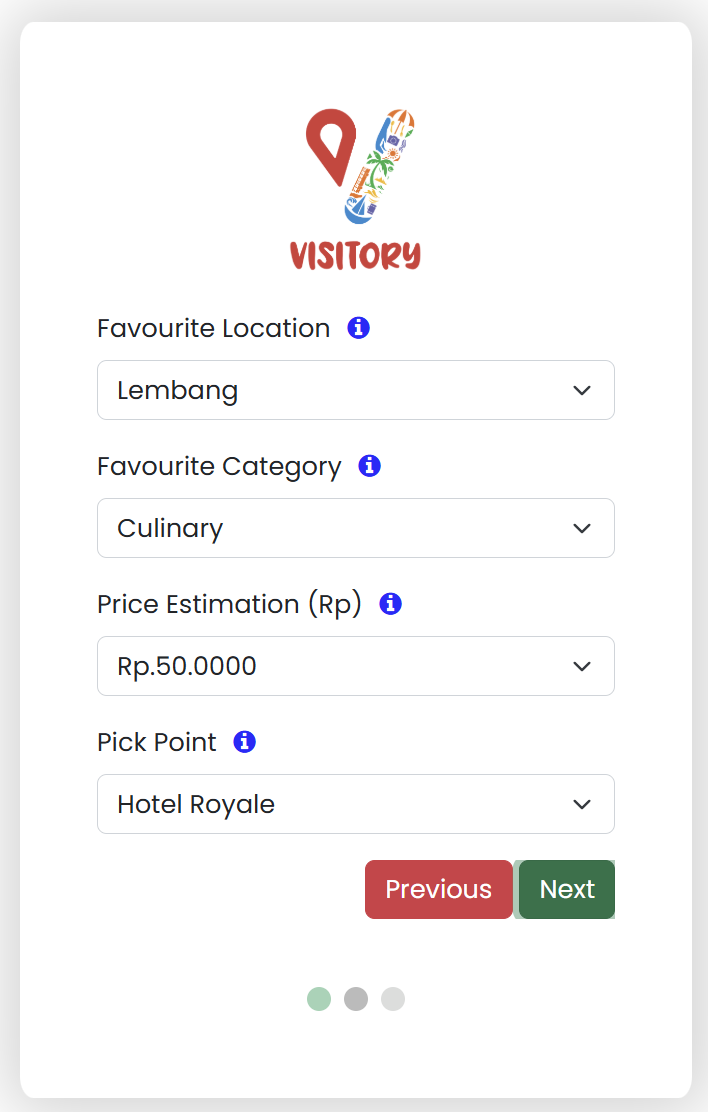 VISITORY
Favourite Location
Lembang
Favourite Category
Culinary
Price Estimation (Rp)
Rp.50.0000
Pick Point
Hotel Royale
Previous Next